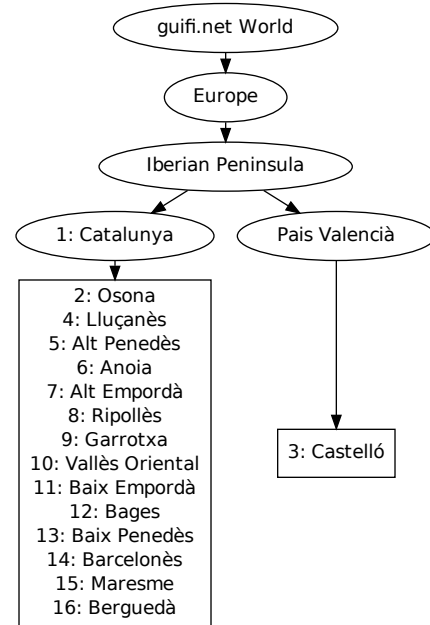 guifi.net World
Europe
Iberian Peninsula
1: Catalunya
Pais Valencià
2: Osona
4: Lluçanès
5: Alt Penedès
6: Anoia
7: Alt Empordà
8: Ripollès
9: Garrotxa
10: Vallès Oriental
11: Baix Empordà
12: Bages
13: Baix Penedès
14: Barcelonès
15: Maresme
16: Berguedà
3: Castelló